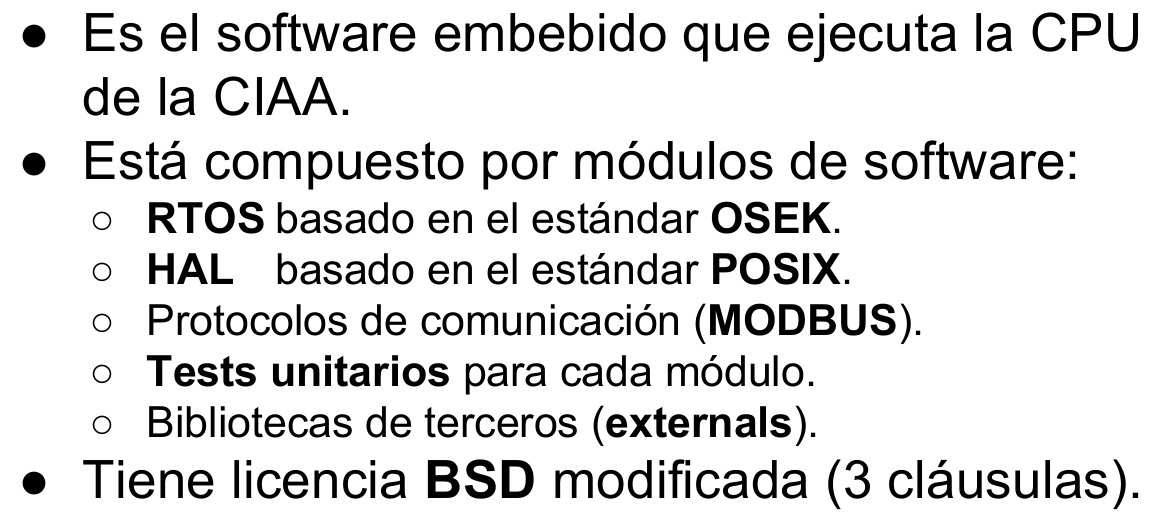 ● Es el software embebido que ejecuta la CPU
de la CIAA.
● Está compuesto por módulos de software:
○ RTOS basado en el estándar OSEK.
○ HAL basado en el estándar POSIX.
○ Protocolos de comunicación (MODBUS).
○ Tests unitarios para cada módulo.
○ Bibliotecas de terceros (externals).
● Tiene licencia BSD modificada (3 cláusulas).